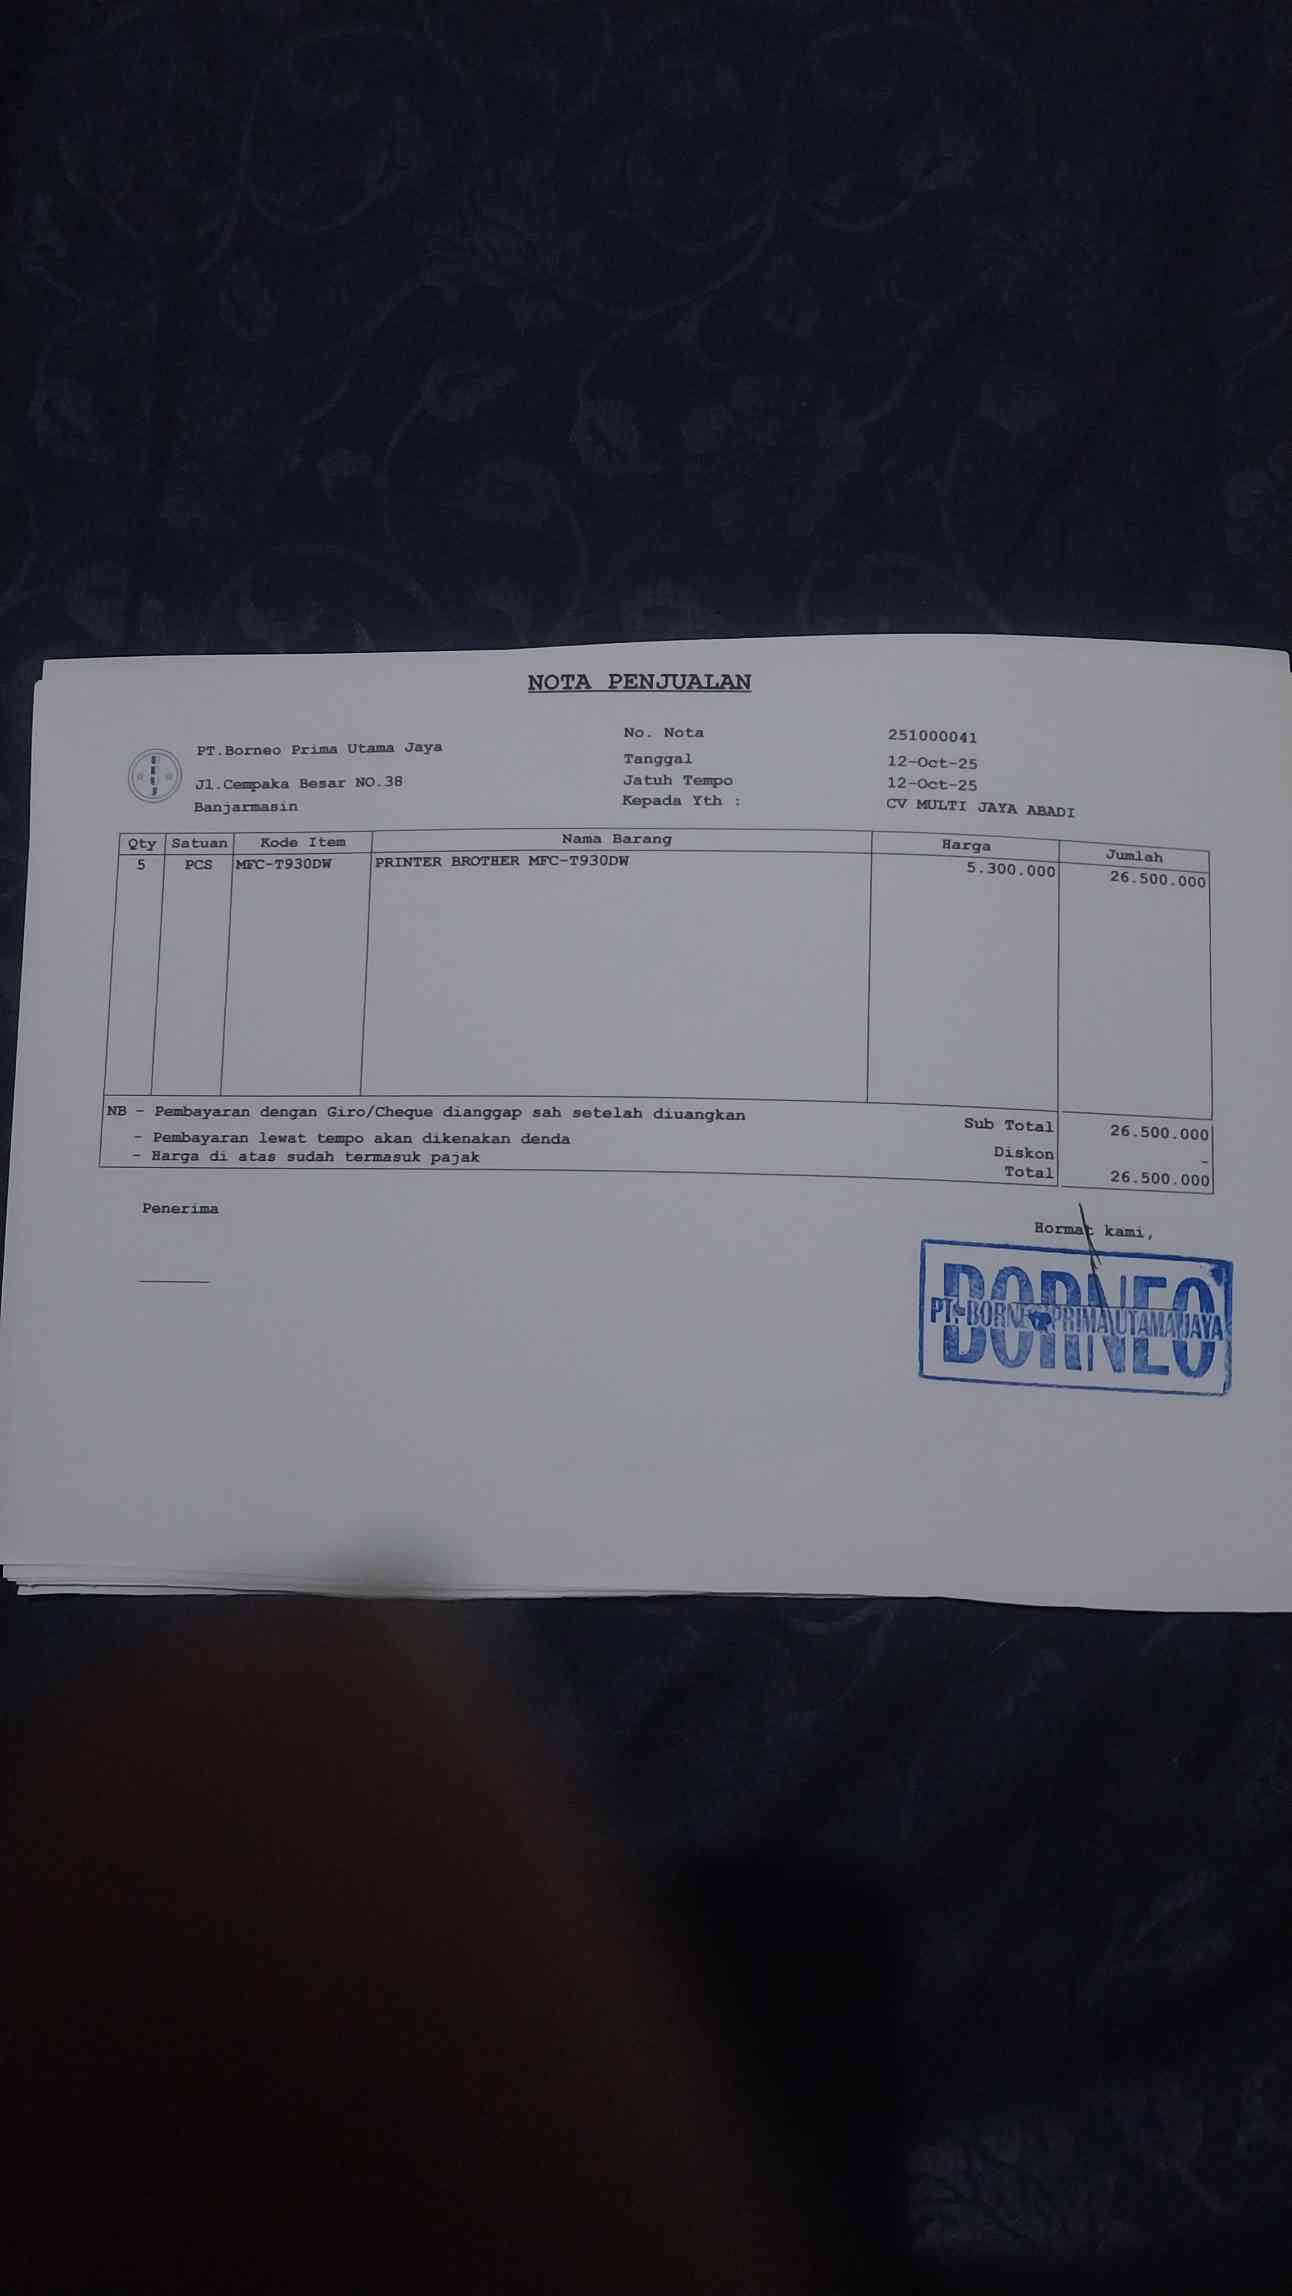 NOTA PENJUALAN
PT.Borneo Prima Utama Jaya
Jl.Cempaka Besar NO.38
Banjarmasin
No. Nota 251000041
Tanggal 12-Oct-25
Jatuh Tempo 12-Oct-25
Kepada Yth : CV MULTI JAYA ABADI
Qty Satuan Kode Item Nama Barang Harga Jumlah
5 PCS MFC-T930DW PRINTER BROTHER MFC-T930DW 5.300.000 26.500.000
NB - Pembayaran dengan Giro/Cheque dianggap sah setelah diuangkan
- Pembayaran lewat tempo akan dikenakan denda
- Harga di atas sudah termasuk pajak
Sub Total 26.500.000
Diskon -
Total 26.500.000
Penerima
Hormat kami,
BORNEO
PT. BORNEO PRIMA UTAMA JAYA